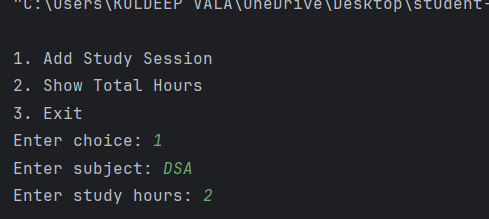 "C:\Users\KULDEEP VALA\OneDrive\Desktop\student-
1. Add Study Session
2. Show Total Hours
3. Exit
Enter choice: 1
Enter subject: DSA
Enter study hours: 2